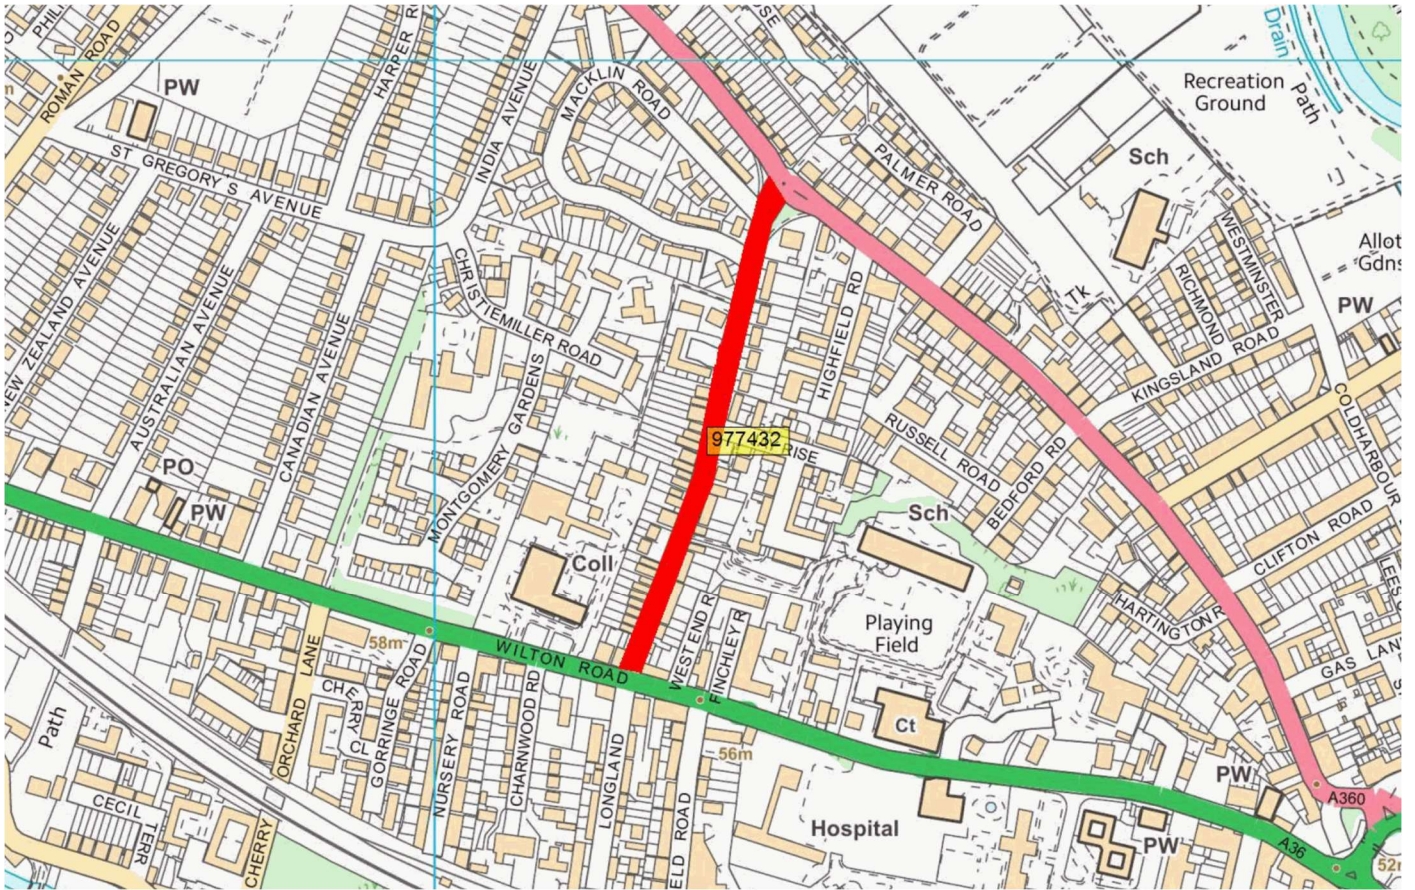 ROMAN ROAD
PW
HARPER
INDIA AVENUE
MACKLIN ROAD
Drain
Recreation
Ground
Path
Sch
PALMER ROAD
ST GREGORY S AVENUE
NEW ZEALAND AVENUE
AUSTRALIAN AVENUE
CANADIAN AVENUE
CHRISTIEMILLER ROAD
MONTGOMERY GARDENS
HIGHFIELD RD
Tk
WESTMINSTER
RICHMOND
KINGSLAND ROAD
Allot
Gdns
PW
COLDHARBOUR
977432
RISE
RUSSELL ROAD
BEDFORD RD
PO
PW
Coll
Sch
CLIFTON ROAD
Playing
Field
HARTINGTON R
GAS LAN
58m
WILTON ROAD
WEST END R
FINCHLEY R
ORCHARD LANE
CHERRY CL
GORRINGE ROAD
NURSERY ROAD
CHARNWOOD RD
LONGLAND
56m
Ct
Path
CECIL TERR
CHERRY
ELD ROAD
Hospital
PW
PW
A360
A36
52